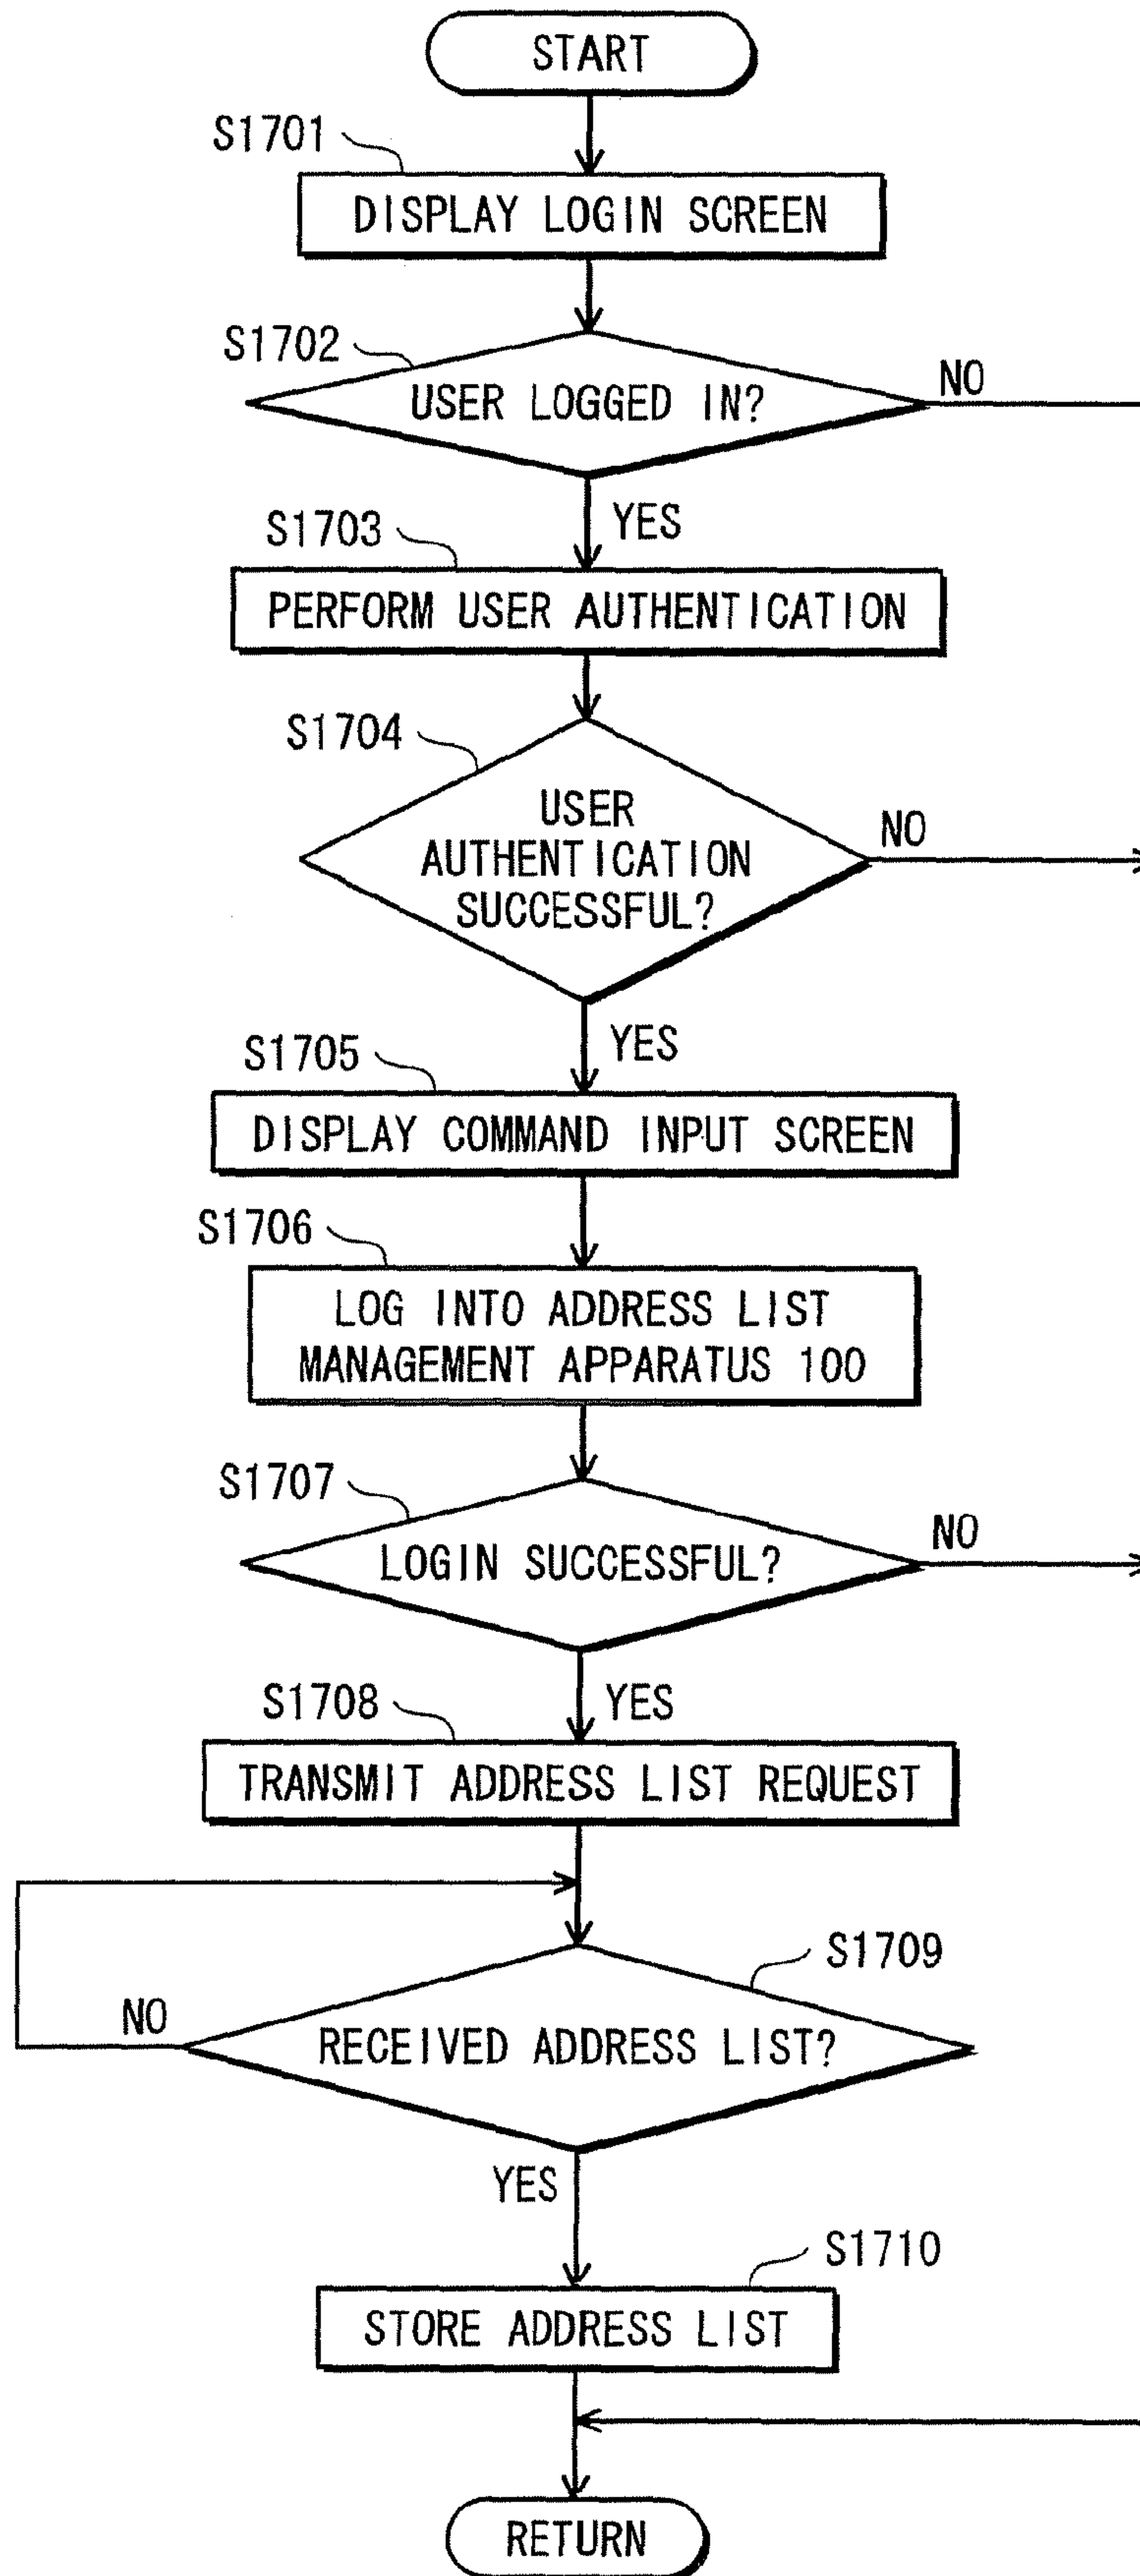 START
S1701
DISPLAY LOGIN SCREEN
S1702
USER LOGGED IN?
NO
YES
S1703
PERFORM USER AUTHENTICATION
S1704
USER
AUTHENTICATION
SUCCESSFUL?
NO
YES
S1705
DISPLAY COMMAND INPUT SCREEN
S1706
LOG INTO ADDRESS LIST
MANAGEMENT APPARATUS 100
S1707
LOGIN SUCCESSFUL?
NO
YES
S1708
TRANSMIT ADDRESS LIST REQUEST
S1709
RECEIVED ADDRESS LIST?
NO
YES
S1710
STORE ADDRESS LIST
RETURN